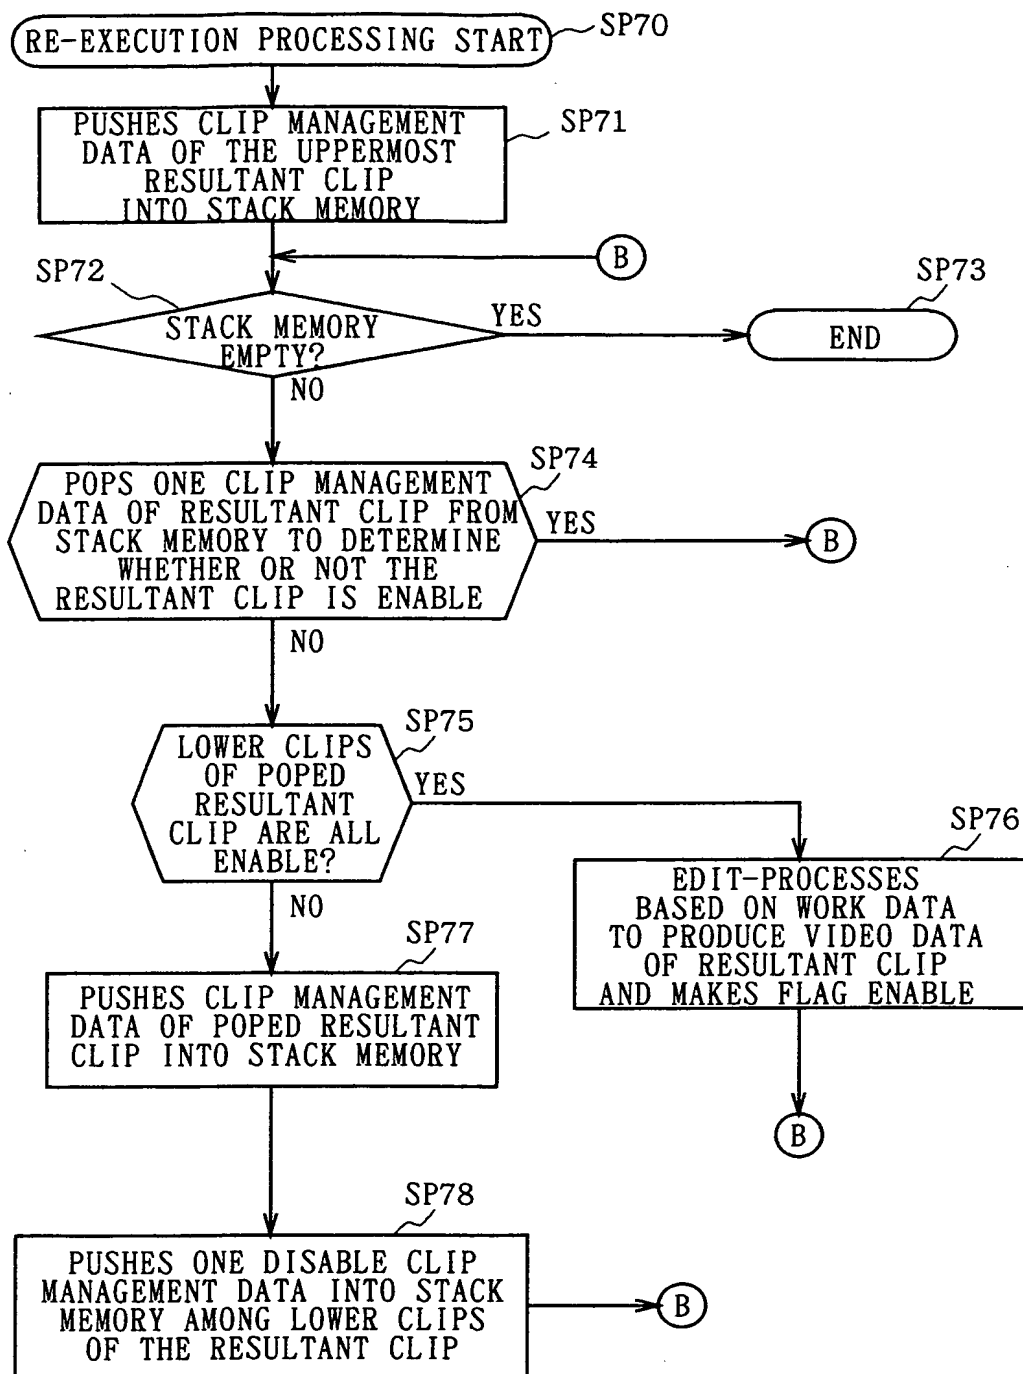 RE-EXECUTION PROCESSING START
SP70
PUSHES CLIP MANAGEMENT
DATA OF THE UPPERMOST
RESULTANT CLIP
INTO STACK MEMORY
SP71
B
SP72
STACK MEMORY
EMPTY?
YES
SP73
END
NO
SP74
POPS ONE CLIP MANAGEMENT
DATA OF RESULTANT CLIP FROM
STACK MEMORY TO DETERMINE
WHETHER OR NOT THE
RESULTANT CLIP IS ENABLE
YES
B
NO
SP75
LOWER CLIPS
OF POPED
RESULTANT
CLIP ARE ALL
ENABLE?
YES
SP76
EDIT-PROCESSES
BASED ON WORK DATA
TO PRODUCE VIDEO DATA
OF RESULTANT CLIP
AND MAKES FLAG ENABLE
B
NO
SP77
PUSHES CLIP MANAGEMENT
DATA OF POPED RESULTANT
CLIP INTO STACK MEMORY
SP78
PUSHES ONE DISABLE CLIP
MANAGEMENT DATA INTO STACK
MEMORY AMONG LOWER CLIPS
OF THE RESULTANT CLIP
B